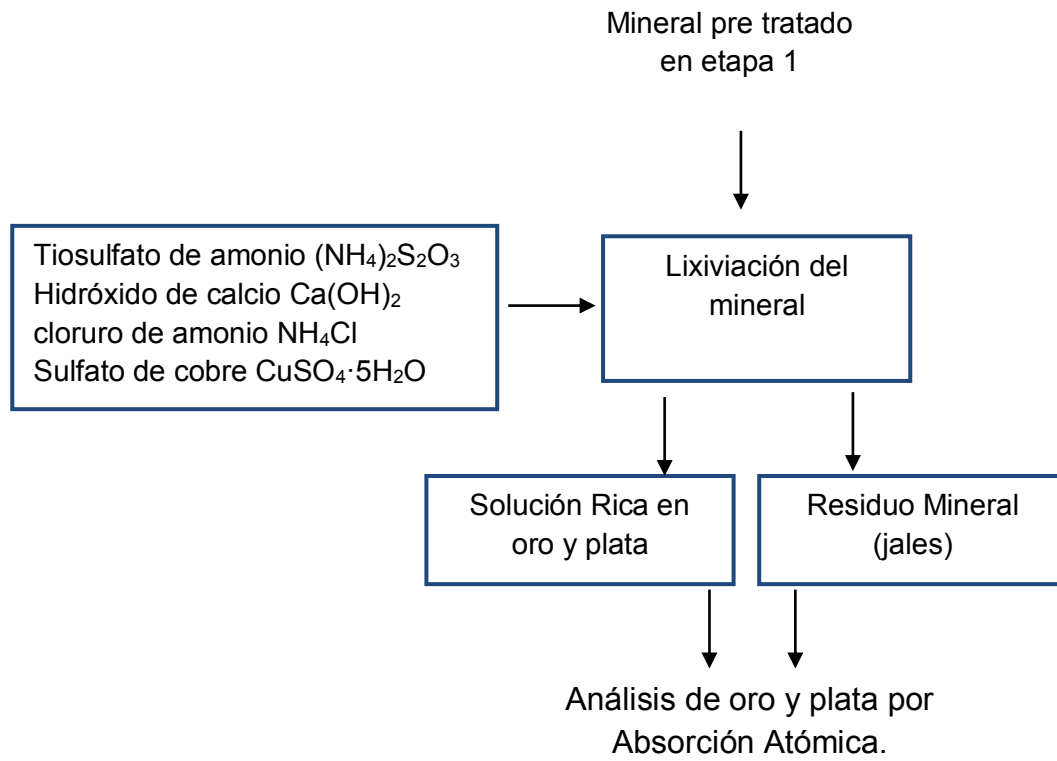 Mineral pre tratado
en etapa 1
Tiosulfato de amonio (NH₄)₂S₂O₃
Hidróxido de calcio Ca(OH)₂
cloruro de amonio NH₄Cl
Sulfato de cobre CuSO₄·5H₂O
Lixiviación del
mineral
Solución Rica en
oro y plata
Residuo Mineral
(jales)
Análisis de oro y plata por
Absorción Atómica.